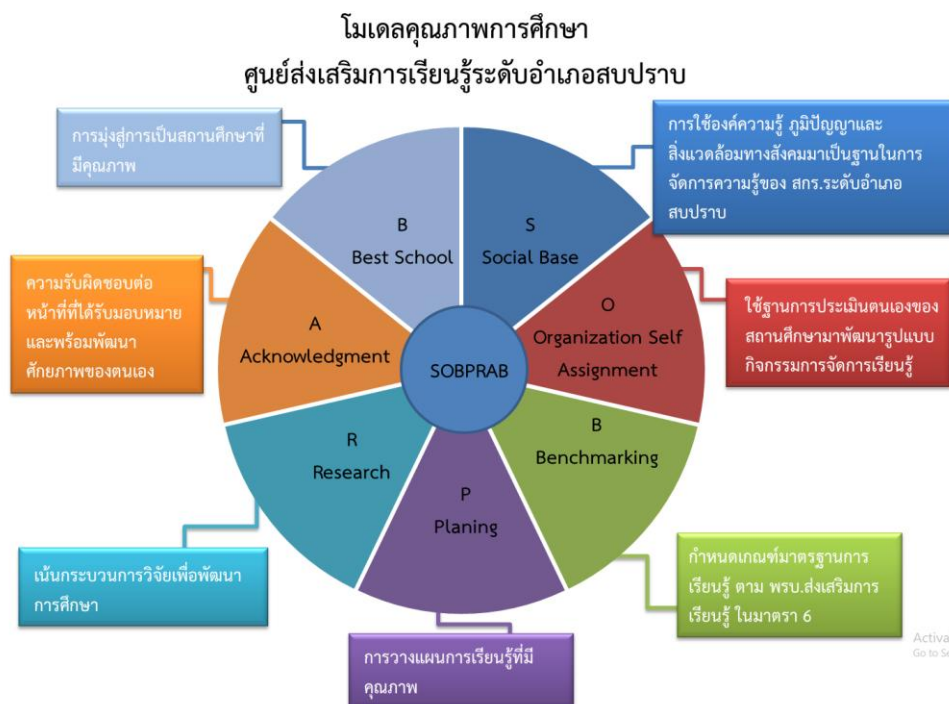 โมเดลคุณภาพการศึกษา
ศูนย์ส่งเสริมการเรียนรู้ระดับอำเภอสบปราบ
การมุ่งสู่การเป็นสถานศึกษาที่
มีคุณภาพ
การใช้องค์ความรู้ ภูมิปัญญาและ
สิ่งแวดล้อมทางสังคมมาเป็นฐานในการ
จัดการความรู้ของ สกร.ระดับอำเภอ
สบปราบ
B
Best School
S
Social Base
ความรับผิดชอบต่อ
หน้าที่ที่ได้รับมอบหมาย
และพร้อมพัฒนา
ศักยภาพของตนเอง
A
Acknowledgment
O
Organization Self
Assignment
ใช้ฐานการประเมินตนเองของ
สถานศึกษามาพัฒนารูปแบบ
กิจกรรมการจัดการเรียนรู้
SOBPRAB
R
Research
B
Benchmarking
P
Planing
เน้นกระบวนการวิจัยเพื่อพัฒนา
การศึกษา
กำหนดเกณฑ์มาตรฐานการ
เรียนรู้ ตาม พรบ.ส่งเสริมการ
เรียนรู้ ในมาตรา 6
การวางแผนการเรียนรู้ที่มี
คุณภาพ
Activa
Go to Se